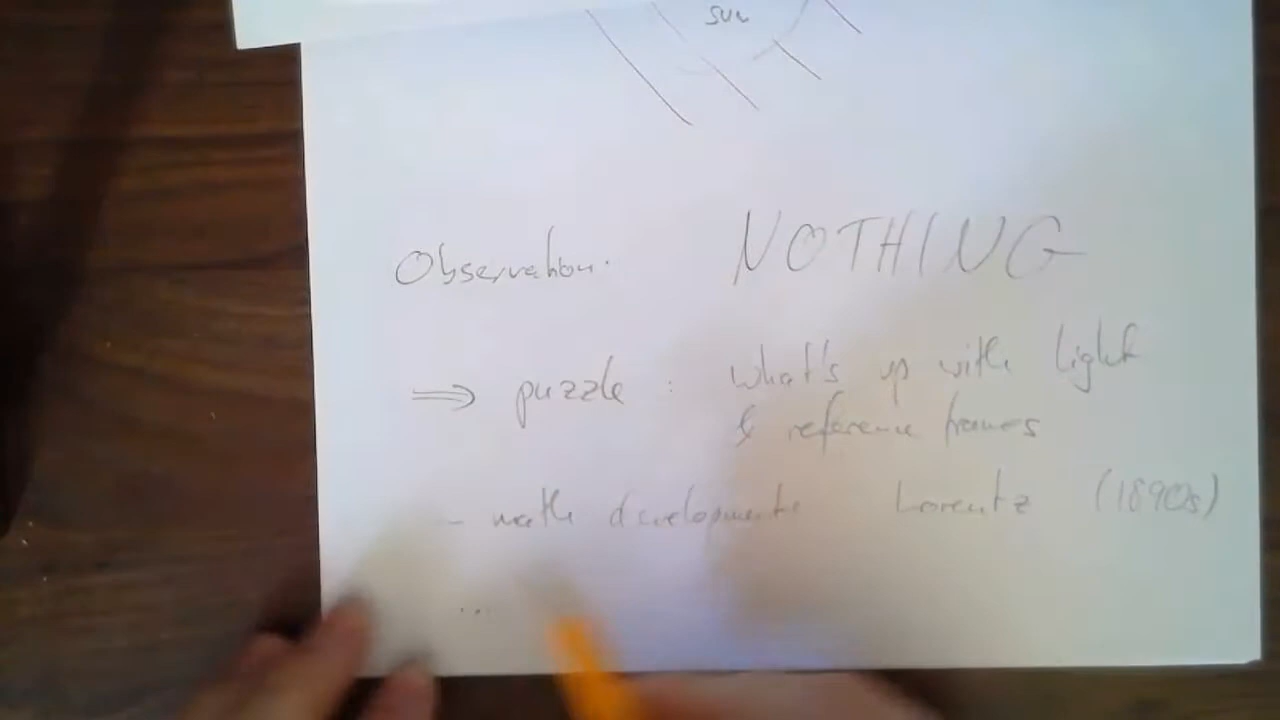 sun
Observation: NOTHING
⇒ puzzle : what's up with light
& reference frames
- math developments Lorentz (1890s)
...